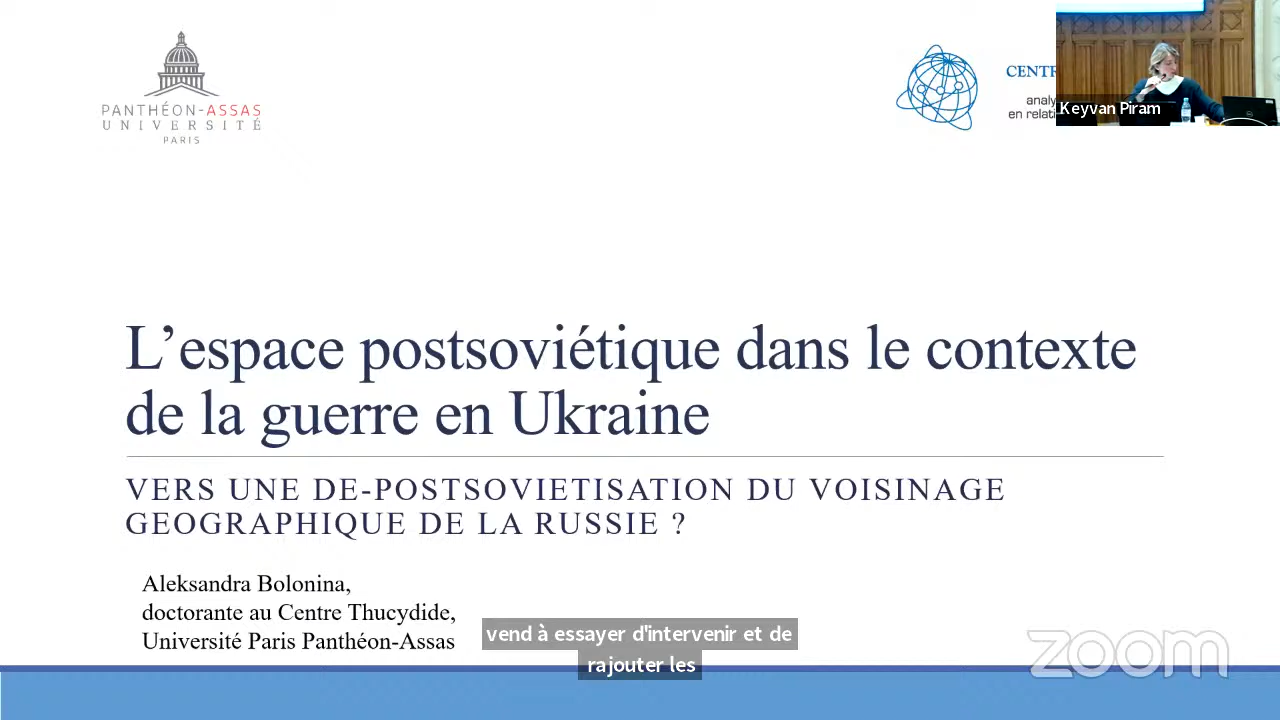 PANTHÉON-ASSAS
UNIVERSITÉ
PARIS
CENTR
analy
en relati
Keyvan Piram
L’espace postsoviétique dans le contexte
de la guerre en Ukraine
VERS UNE DE-POSTSOVIETISATION DU VOISINAGE
GEOGRAPHIQUE DE LA RUSSIE ?
Aleksandra Bolonina,
doctorante au Centre Thucydide,
Université Paris Panthéon-Assas
vend à essayer d'intervenir et de
rajouter les
zoom